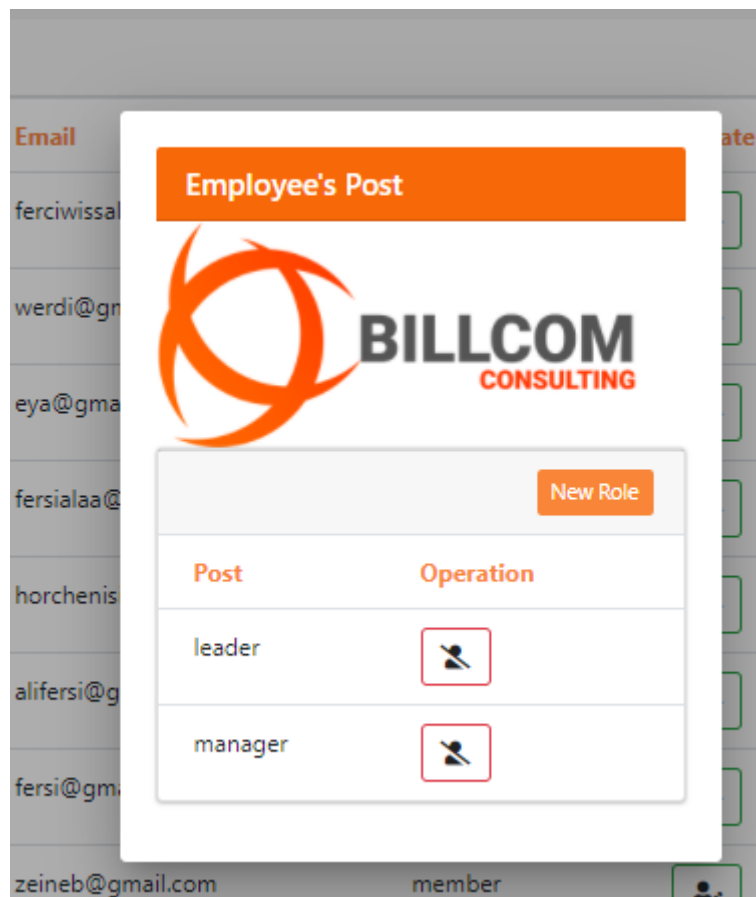 Email
ate
Employee's Post
ferciwissal
werdi@gm
BILLCOM
CONSULTING
eya@gma
fersialaa@
New Role
Post Operation
horchenis
leader
alifersi@g
manager
fersi@gma
zeineb@gmail.com member